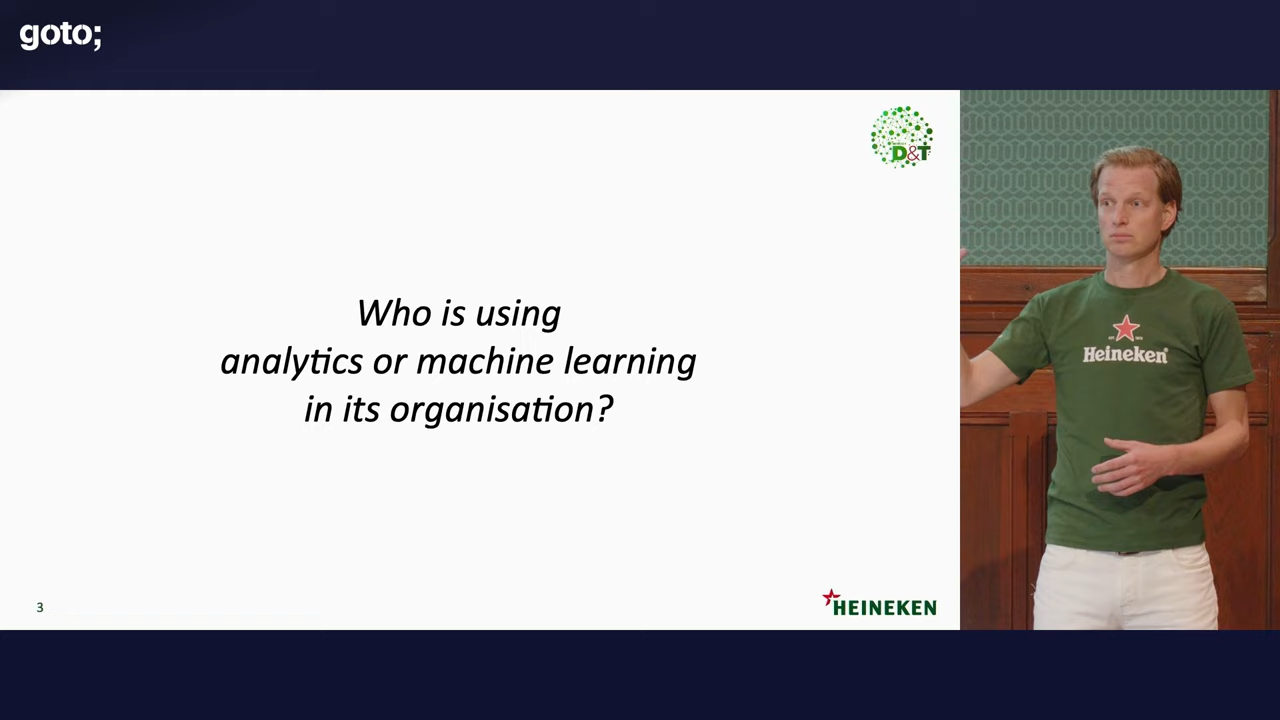 goto;
D&T
Who is using
analytics or machine learning
in its organisation?
Heineken
3
HEINEKEN